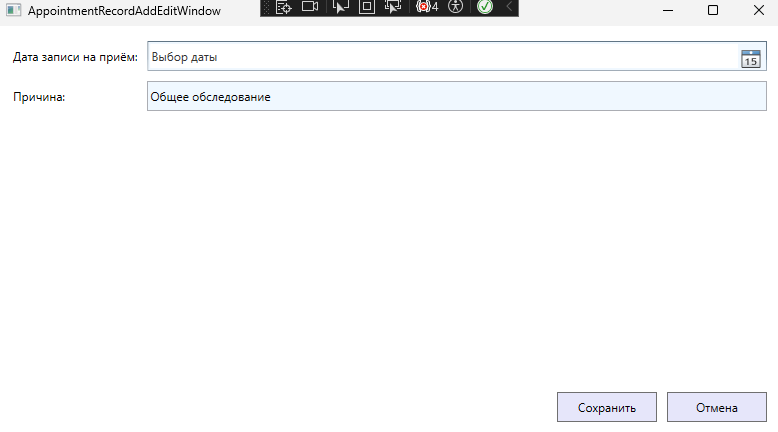 AppointmentRecordAddEditWindow
4
Дата записи на приём:
Выбор даты
15
Причина:
Общее обследование
Сохранить
Отмена